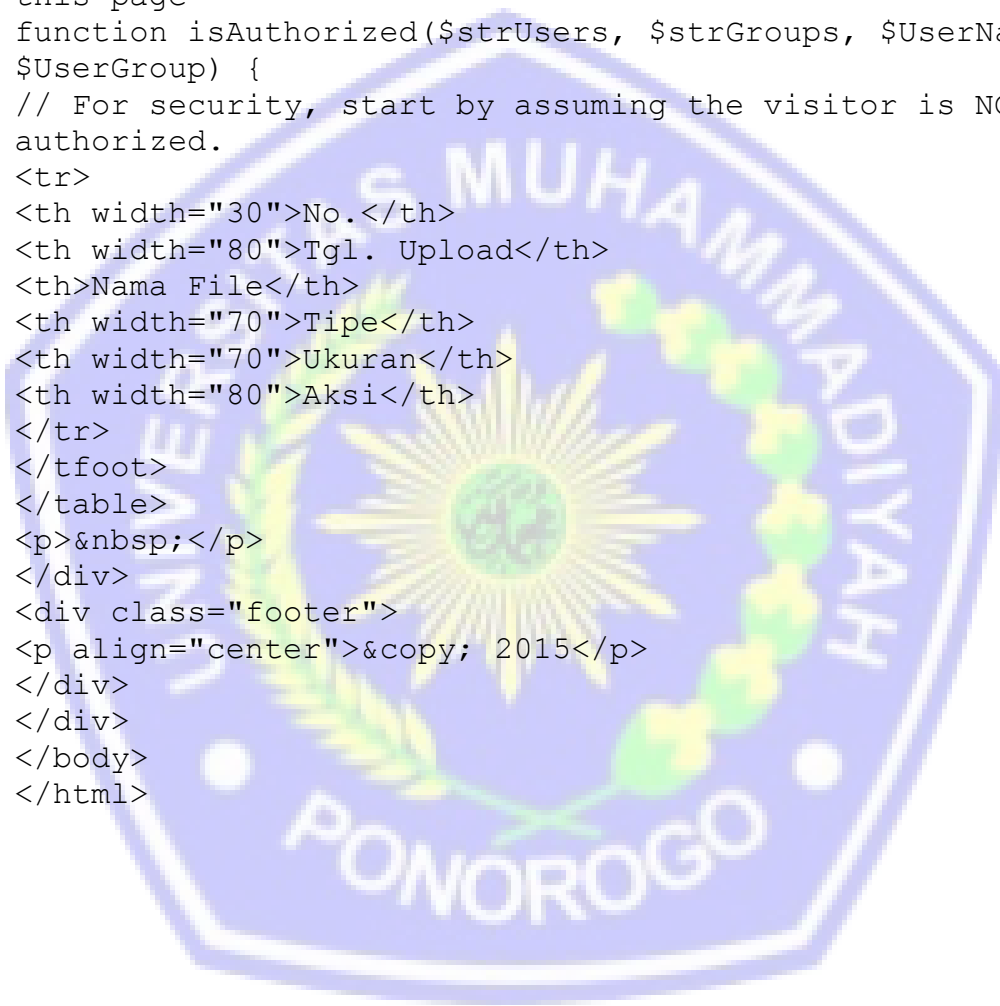 this page
function isAuthorized($strUsers, $strGroups, 
$UserGroup) {
// For security, start by assuming the visitor is
authorized.
<tr>
<th width="30">No.</th>
<th width="80">Tgl. Upload</th>
<th>Nama File</th>
<th width="70">Tipe</th>
<th width="70">Ukuran</th>
<th width="80">Aksi</th>
</tr>
</tfoot>
</table>
<p>&nbsp;</p>
</div>
<div class="footer">
<p align="center">&copy; 2015</p>
</div>
</div>
</body>
</html>
UNIVERSITAS MUHAMMADIYAH
PONOROGO